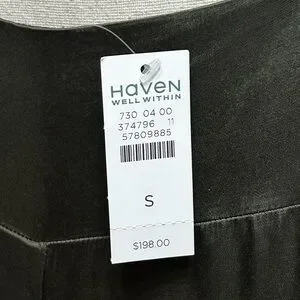 HaVEN
WELL WITHIN
730 04 00
374796 11
57809885
S
$198.00